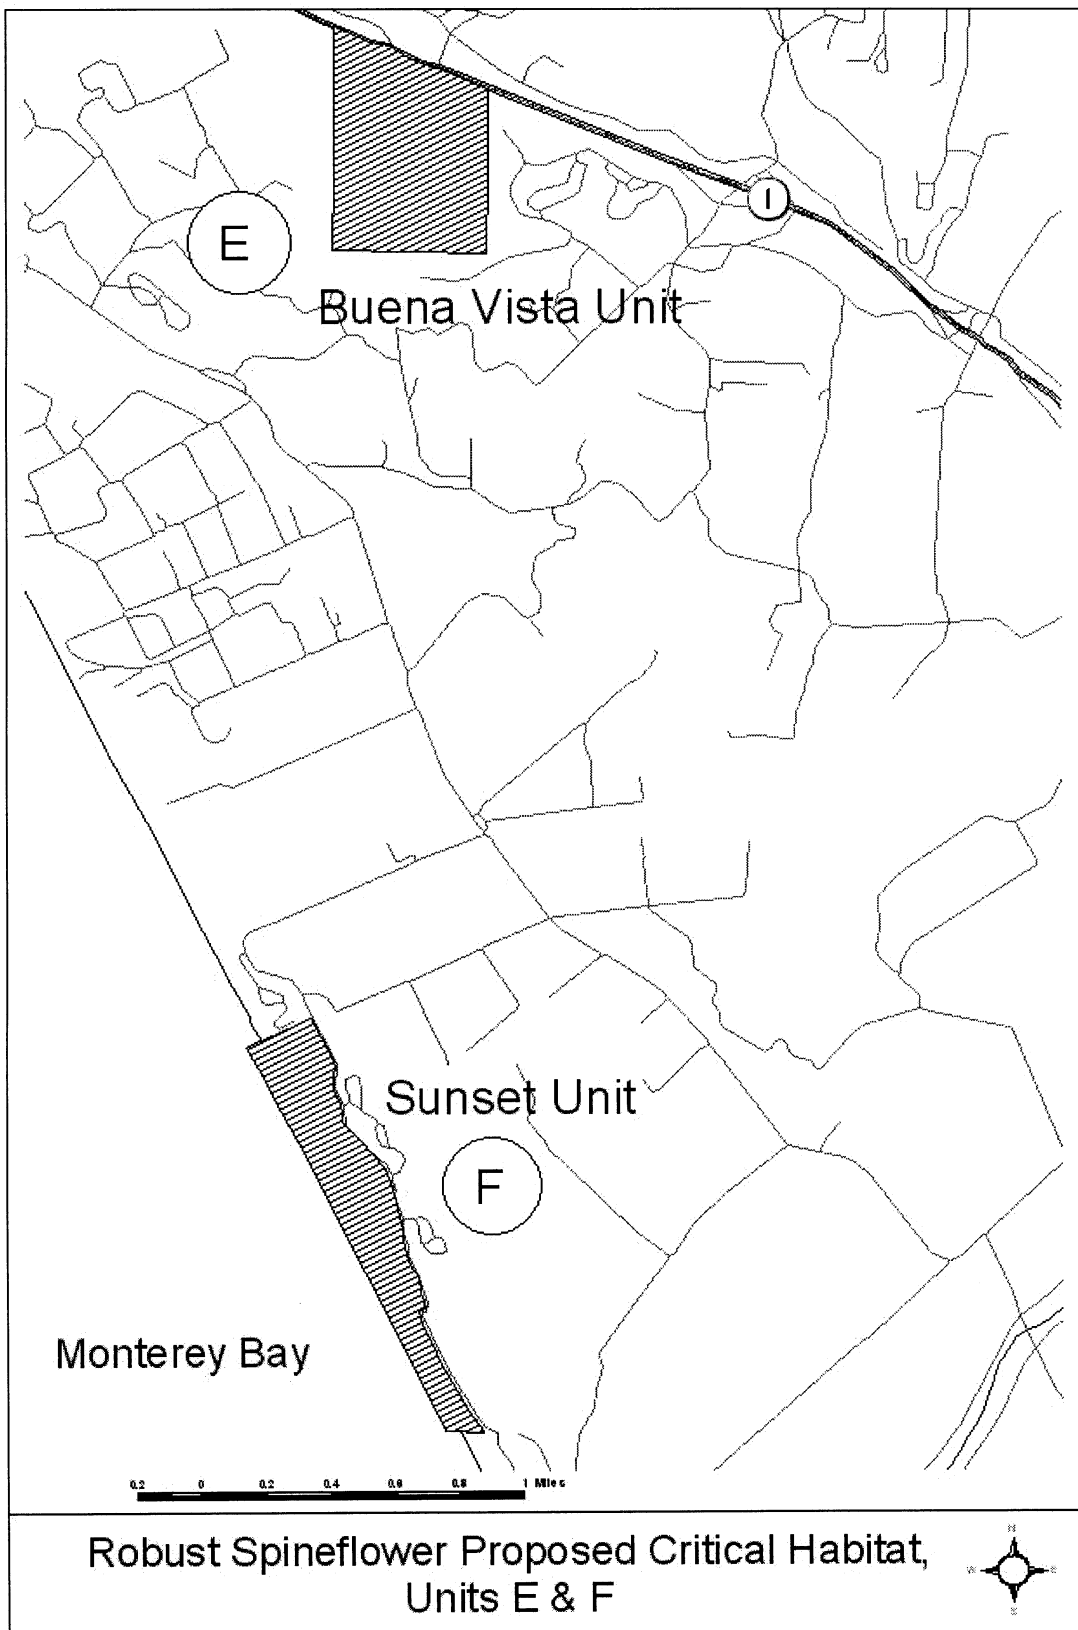 1
E
Buena Vista Unit
Sunset Unit
F
Monterey Bay
0.2 0 0.2 0.4 0.6 0.8 1 Miles
Robust Spineflower Proposed Critical Habitat,
Units E & F
N
W E
S